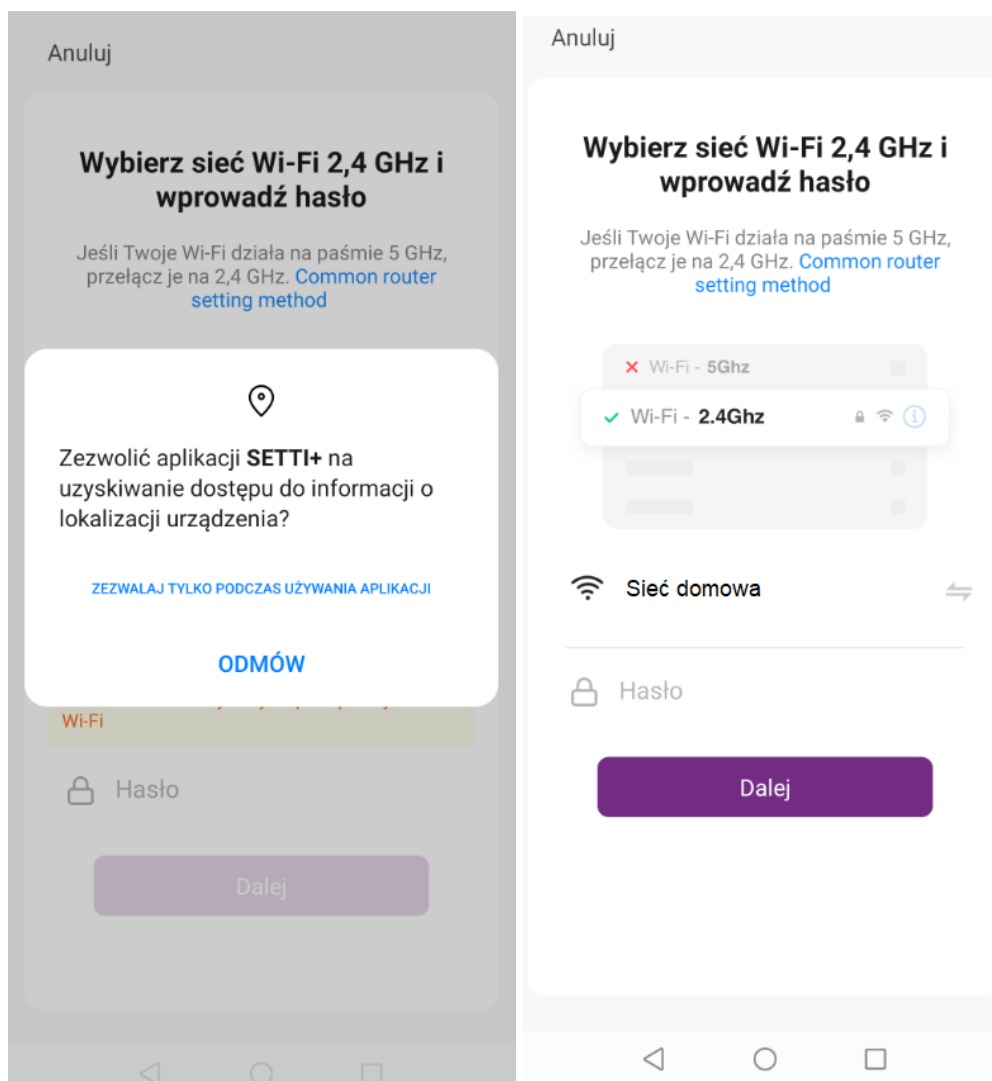 Anuluj
Wybierz sieć Wi-Fi 2,4 GHz i
wprowadź hasło
Jeśli Twoje Wi-Fi działa na paśmie 5 GHz,
przełącz je na 2,4 GHz. Common router
setting method
Zezwolić aplikacji SETTI+ na
uzyskiwanie dostępu do informacji o
lokalizacji urządzenia?
ZEZWALAJ TYLKO PODCZAS UŻYWANIA APLIKACJI
ODMÓW
Wi-Fi
Hasło
Dalej
Anuluj
Wybierz sieć Wi-Fi 2,4 GHz i
wprowadź hasło
Jeśli Twoje Wi-Fi działa na paśmie 5 GHz,
przełącz je na 2,4 GHz. Common router
setting method
Wi-Fi - 5Ghz
Wi-Fi - 2.4Ghz
Sieć domowa
Hasło
Dalej